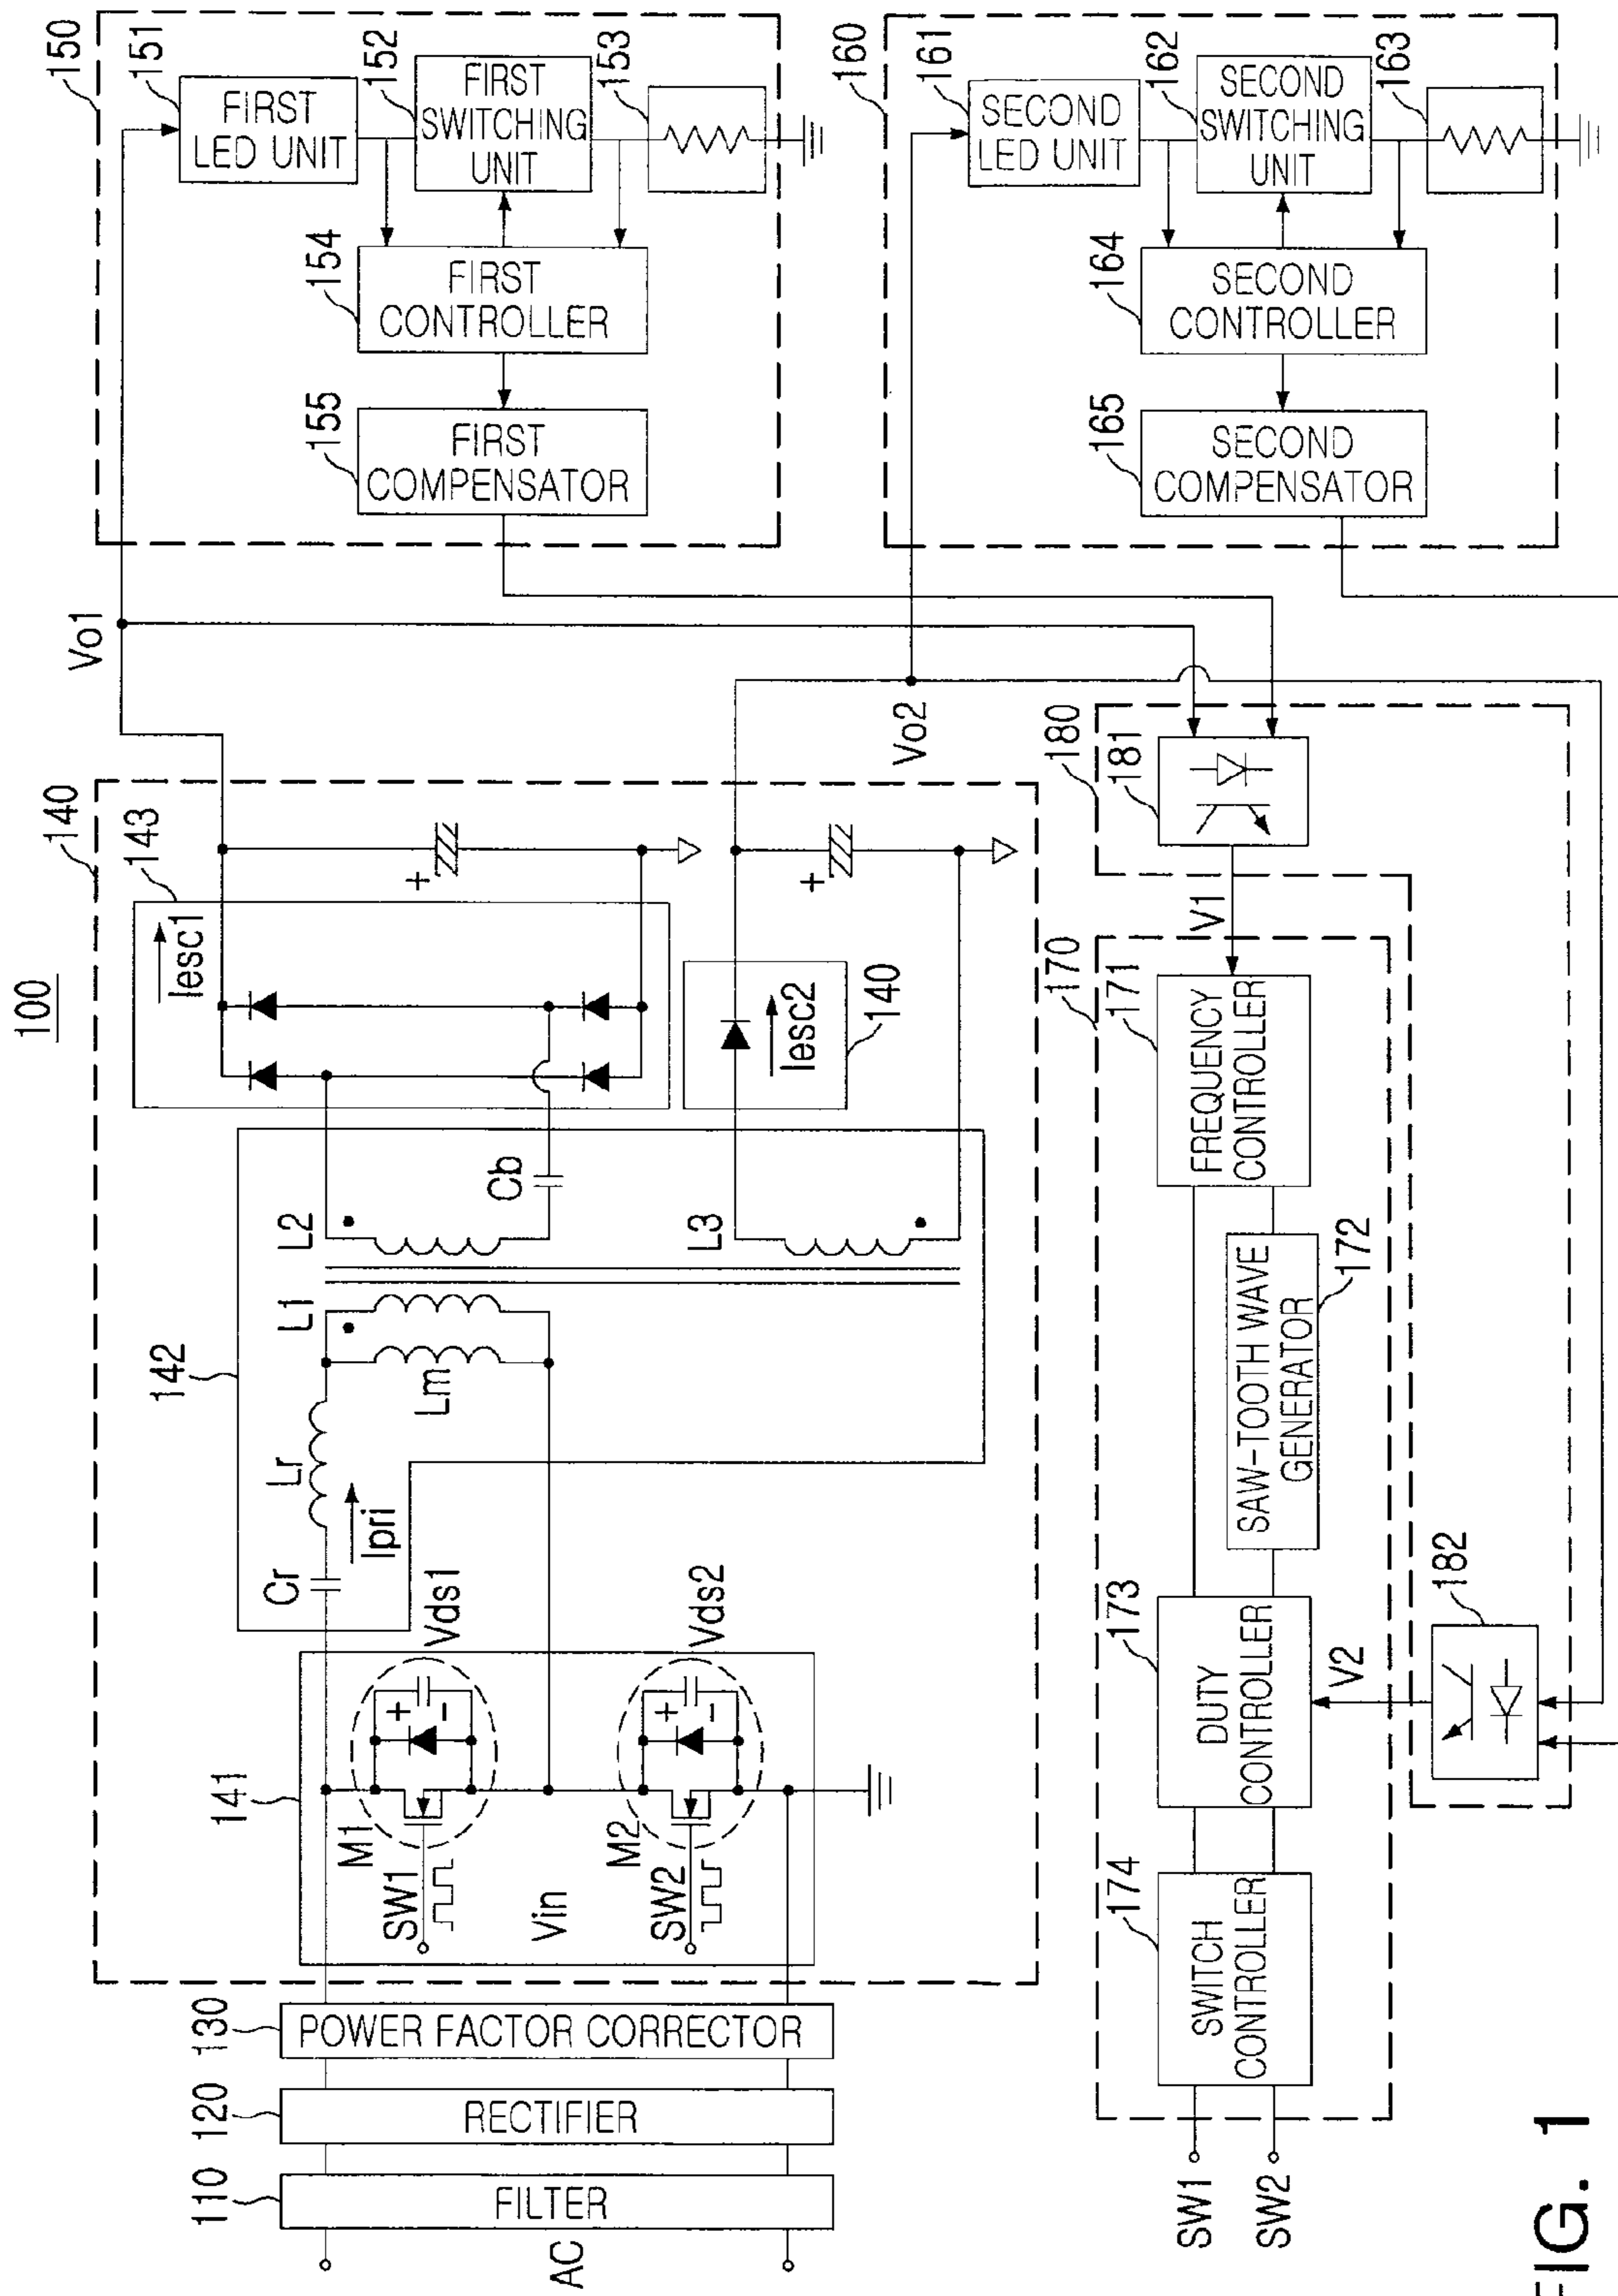 100
140
143
Iesc1
Vo1
150
151
FIRST
LED UNIT
152
FIRST
SWITCHING
UNIT
153
154
FIRST
CONTROLLER
155
FIRST
COMPENSATOR
142
Cr
Lr
Ipri
Lm
L1
L2
Cb
L3
Iesc2
140
Vo2
160
161
SECOND
LED UNIT
162
SECOND
SWITCHING
UNIT
163
164
SECOND
CONTROLLER
165
SECOND
COMPENSATOR
141
M1
SW1
+
-
Vds1
Vin
M2
SW2
+
-
Vds2
+
+
AC
110
FILTER
120
RECTIFIER
130
POWER FACTOR CORRECTOR
170
171
FREQUENCY
CONTROLLER
172
SAW-TOOTH WAVE
GENERATOR
173
DUTY
CONTROLLER
174
SWITCH
CONTROLLER
SW1
SW2
V1
180
181
V2
182
FIG. 1